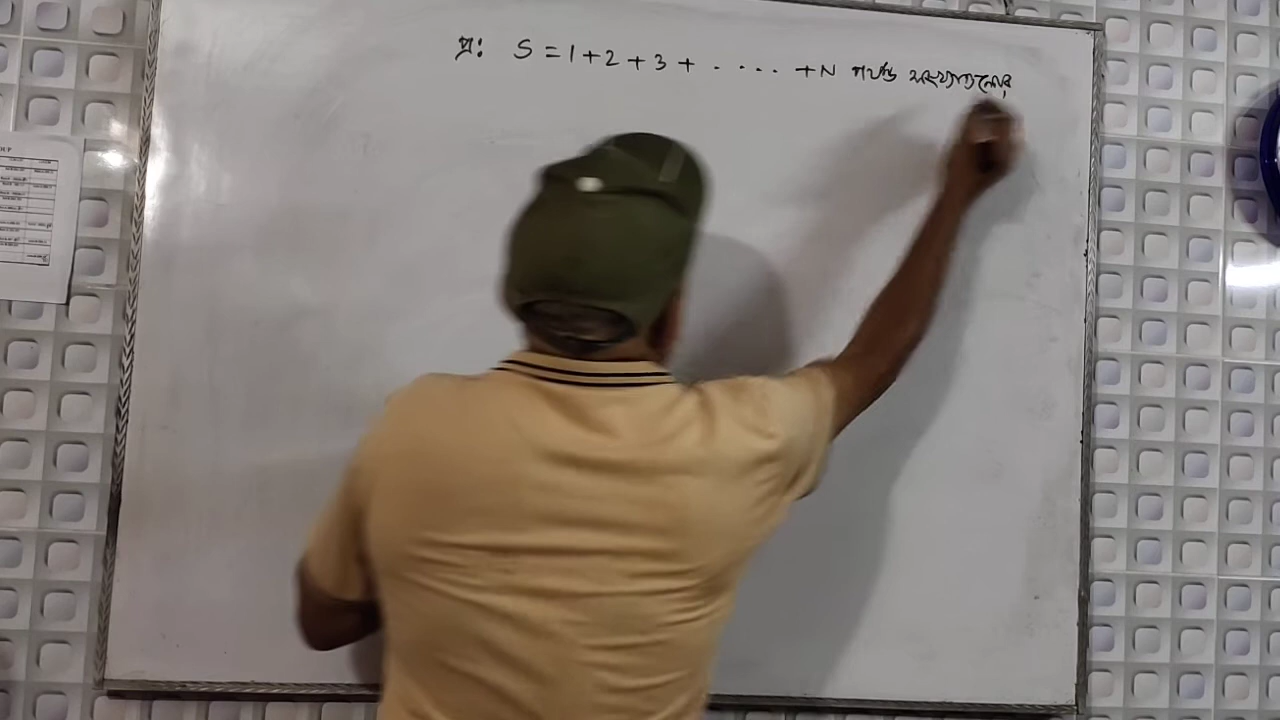 প্র: S = 1 + 2 + 3 + . . . . . + N পর্যন্ত সংখ্যাগুলোর